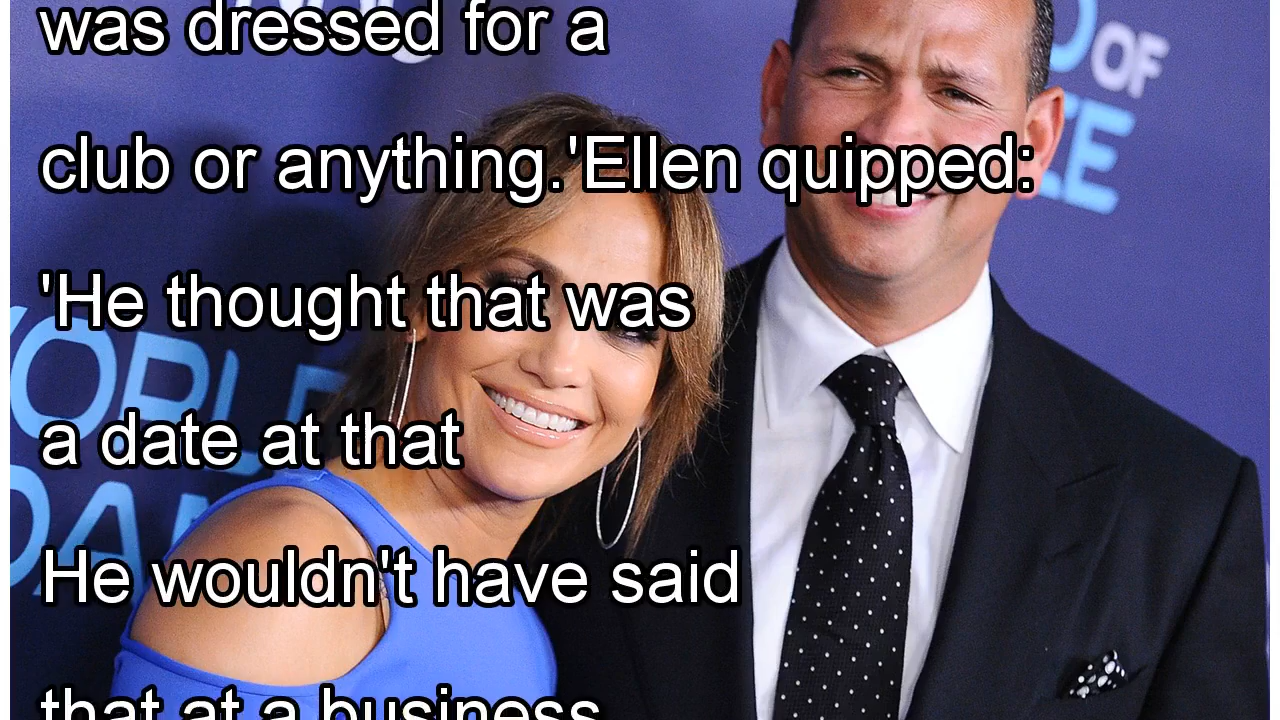 was dressed for a
club or anything.'Ellen quipped:
'He thought that was
a date at that
He wouldn't have said
that at a business
OF